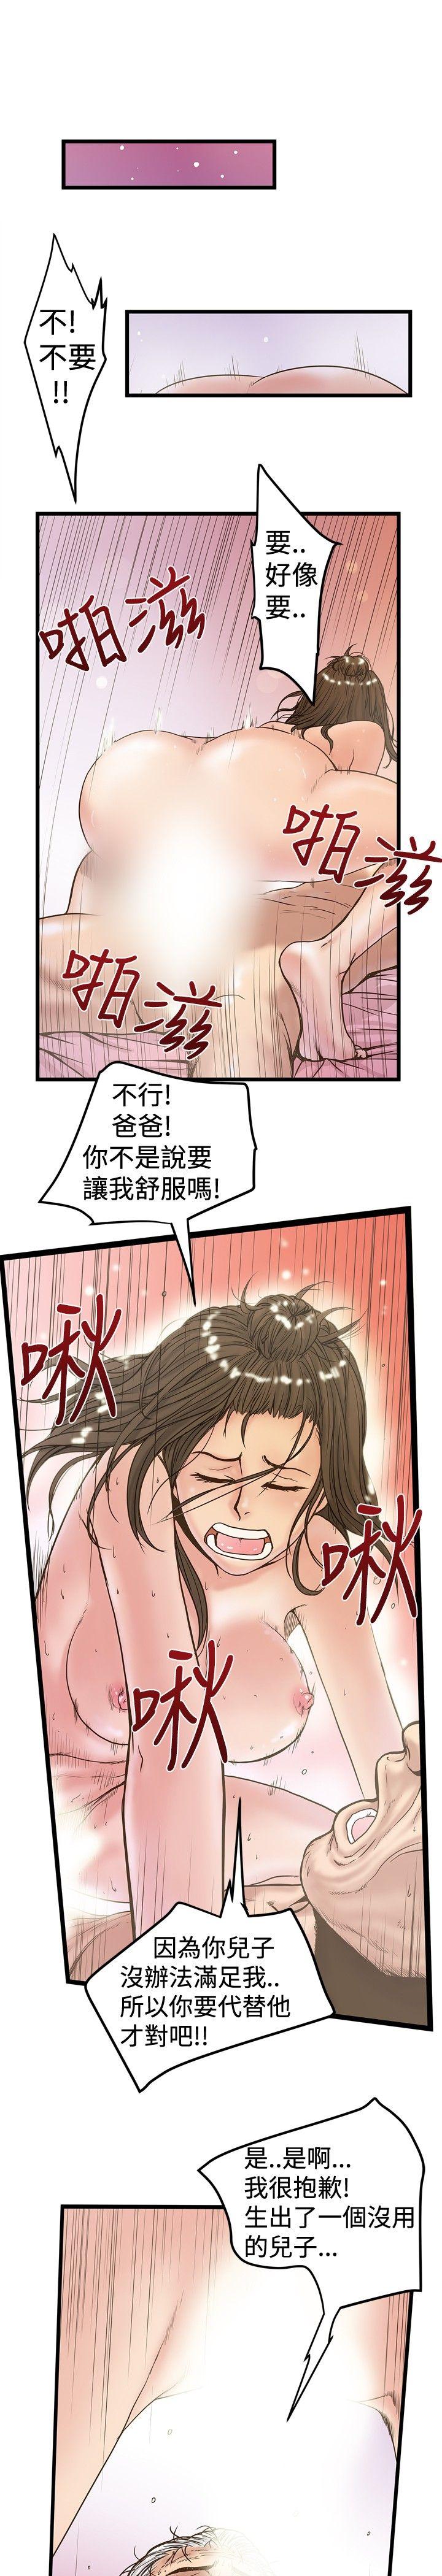 不!
不要
!!
要..
好像
要..
啪滋
啪滋
啪滋
不行!
爸爸!
你不是說要
讓我舒服嗎!
啾
啾
啾
因為你兒子
沒辦法滿足我..
所以你要代替他
才對吧!!
是..是啊...
我很抱歉!
生出了一個沒用
的兒子...